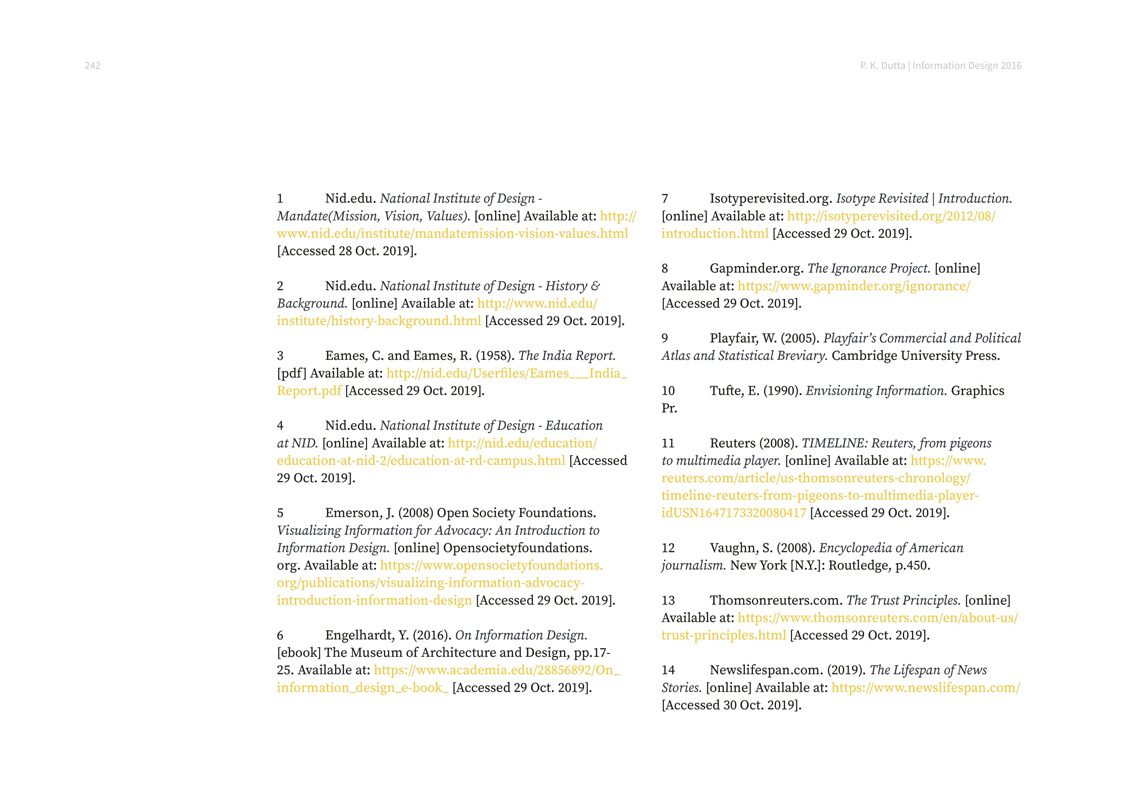 242
P. K. Dutta | Information Design 2016
1 Nid.edu. National Institute of Design -
Mandate(Mission, Vision, Values). [online] Available at: http://
www.nid.edu/institute/mandatemission-vision-values.html
[Accessed 28 Oct. 2019].
2 Nid.edu. National Institute of Design - History &
Background. [online] Available at: http://www.nid.edu/
institute/history-background.html [Accessed 29 Oct. 2019].
3 Eames, C. and Eames, R. (1958). The India Report.
[pdf] Available at: http://nid.edu/Userfiles/Eames___India_
Report.pdf [Accessed 29 Oct. 2019].
4 Nid.edu. National Institute of Design - Education
at NID. [online] Available at: http://nid.edu/education/
education-at-nid-2/education-at-rd-campus.html [Accessed
29 Oct. 2019].
5 Emerson, J. (2008) Open Society Foundations.
Visualizing Information for Advocacy: An Introduction to
Information Design. [online] Opensocietyfoundations.
org. Available at: https://www.opensocietyfoundations.
org/publications/visualizing-information-advocacy-
introduction-information-design [Accessed 29 Oct. 2019].
6 Engelhardt, Y. (2016). On Information Design.
[ebook] The Museum of Architecture and Design, pp.17-
25. Available at: https://www.academia.edu/28856892/On_
information_design_e-book_ [Accessed 29 Oct. 2019].
7 Isotyperevisited.org. Isotype Revisited | Introduction.
[online] Available at: http://isotyperevisited.org/2012/08/
introduction.html [Accessed 29 Oct. 2019].
8 Gapminder.org. The Ignorance Project. [online]
Available at: https://www.gapminder.org/ignorance/
[Accessed 29 Oct. 2019].
9 Playfair, W. (2005). Playfair's Commercial and Political
Atlas and Statistical Breviary. Cambridge University Press.
10 Tufte, E. (1990). Envisioning Information. Graphics
Pr.
11 Reuters (2008). TIMELINE: Reuters, from pigeons
to multimedia player. [online] Available at: https://www.
reuters.com/article/us-thomsonreuters-chronology/
timeline-reuters-from-pigeons-to-multimedia-player-
idUSN1647173320080417 [Accessed 29 Oct. 2019].
12 Vaughn, S. (2008). Encyclopedia of American
journalism. New York [N.Y.]: Routledge, p.450.
13 Thomsonreuters.com. The Trust Principles. [online]
Available at: https://www.thomsonreuters.com/en/about-us/
trust-principles.html [Accessed 29 Oct. 2019].
14 Newslifespan.com. (2019). The Lifespan of News
Stories. [online] Available at: https://www.newslifespan.com/
[Accessed 30 Oct. 2019].